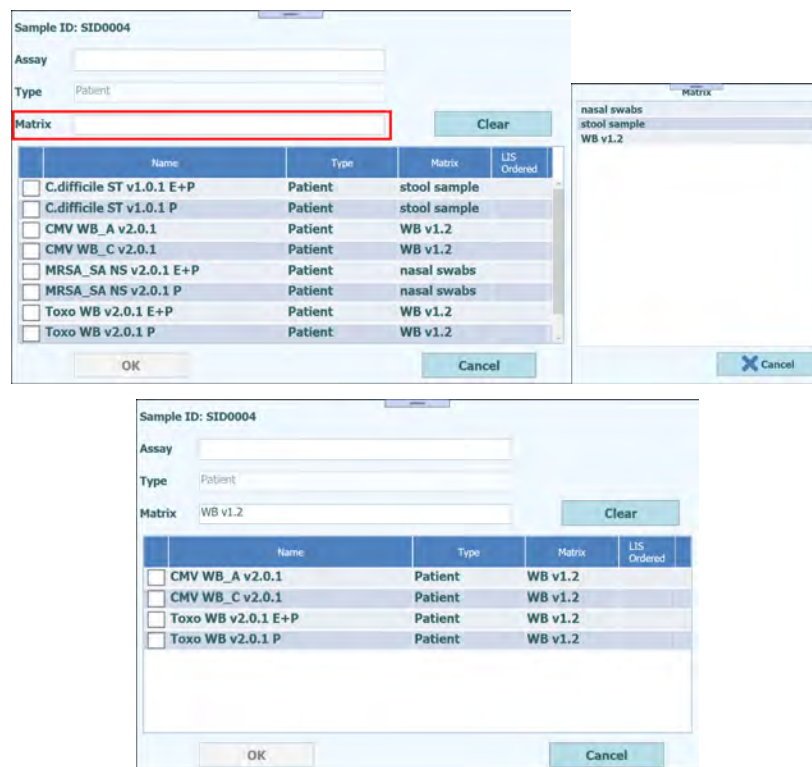 Sample ID: SID0004
Assay
Type Patient
Matrix
Clear
Name Type Matrix LIS Ordered
C.difficile ST v1.0.1 E+P Patient stool sample
C.difficile ST v1.0.1 P Patient stool sample
CMV WB_A v2.0.1 Patient WB v1.2
CMV WB_C v2.0.1 Patient WB v1.2
MRSA_SA NS v2.0.1 E+P Patient nasal swabs
MRSA_SA NS v2.0.1 P Patient nasal swabs
Toxo WB v2.0.1 E+P Patient WB v1.2
Toxo WB v2.0.1 P Patient WB v1.2
OK Cancel
Matrix
nasal swabs
stool sample
WB v1.2
Cancel
Sample ID: SID0004
Assay
Type Patient
Matrix WB v1.2 Clear
Name Type Matrix LIS Ordered
CMV WB_A v2.0.1 Patient WB v1.2
CMV WB_C v2.0.1 Patient WB v1.2
Toxo WB v2.0.1 E+P Patient WB v1.2
Toxo WB v2.0.1 P Patient WB v1.2
OK Cancel